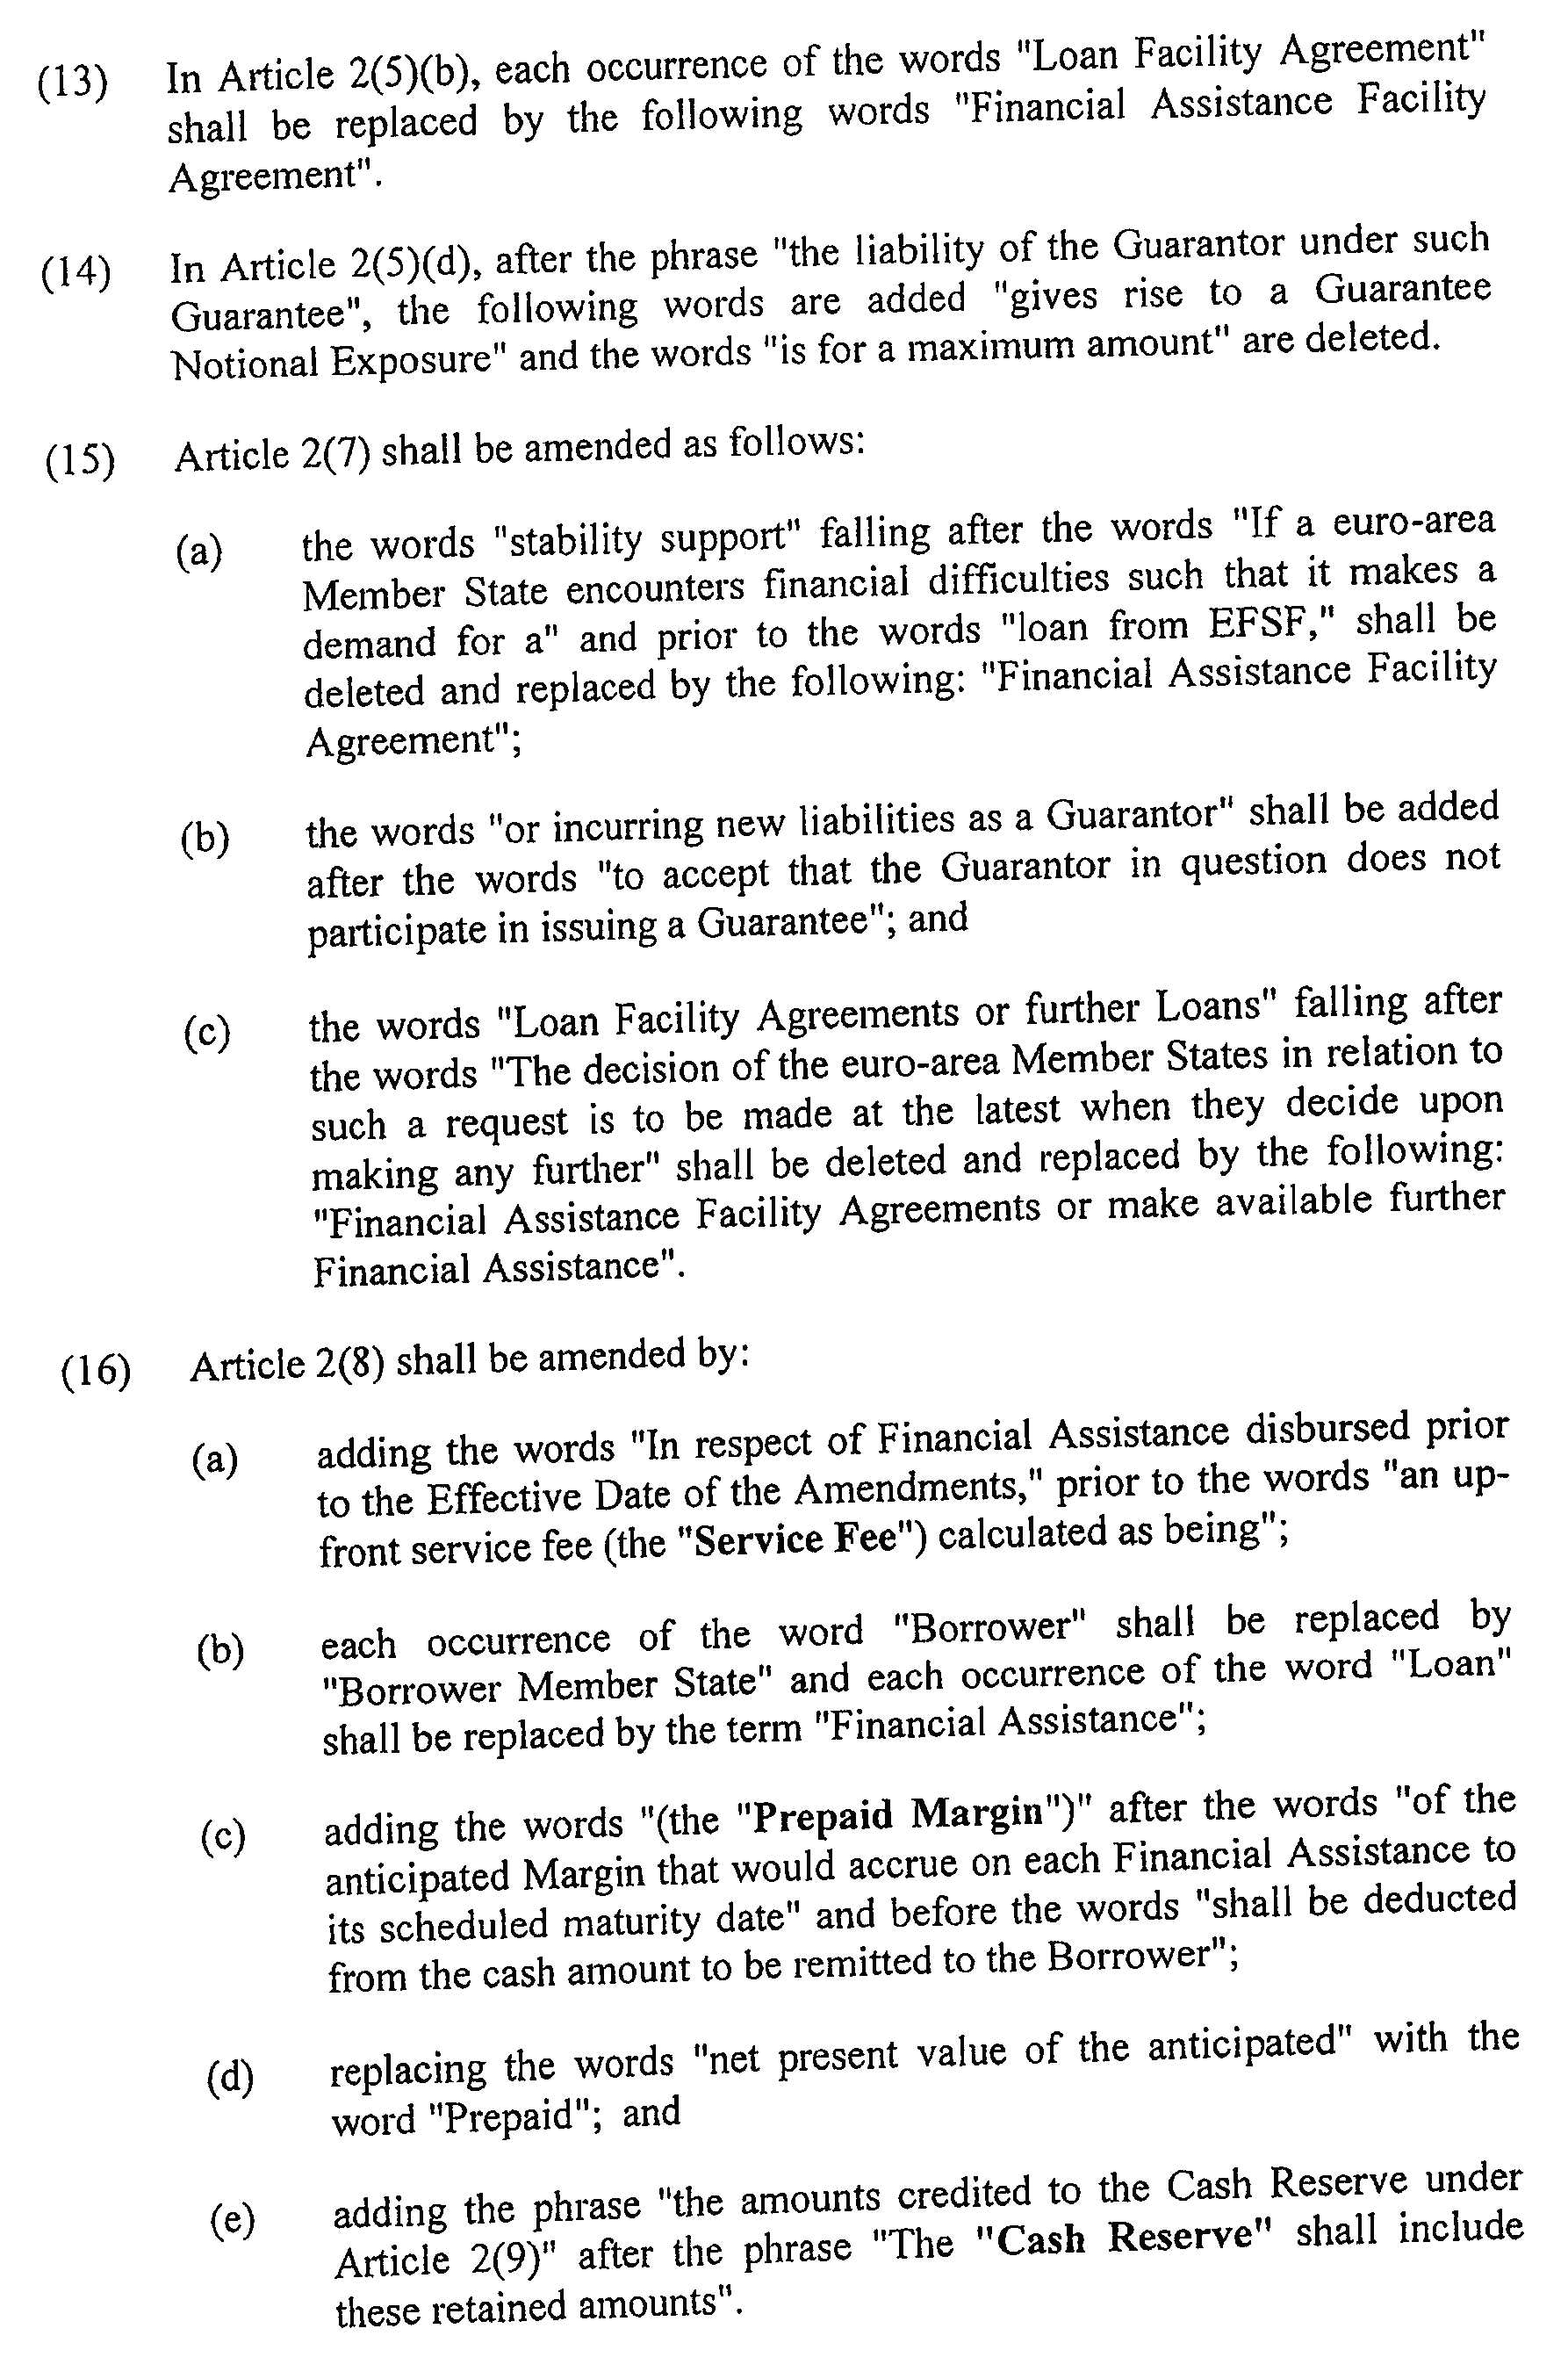 (13) In Article 2(5)(b), each occurrence of the words "Loan Facility Agreement"
shall be replaced by the following words "Financial Assistance Facility
Agreement".
(14) In Article 2(5)(d), after the phrase "the liability of the Guarantor under such
Guarantee", the following words are added "gives rise to a Guarantee
Notional Exposure" and the words "is for a maximum amount" are deleted.
(15) Article 2(7) shall be amended as follows:
(a) the words "stability support" falling after the words "If a euro-area
Member State encounters financial difficulties such that it makes a
demand for a" and prior to the words "loan from EFSF," shall be
deleted and replaced by the following: "Financial Assistance Facility
Agreement";
(b) the words "or incurring new liabilities as a Guarantor" shall be added
after the words "to accept that the Guarantor in question does not
participate in issuing a Guarantee"; and
(c) the words "Loan Facility Agreements or further Loans" falling after
the words "The decision of the euro-area Member States in relation to
such a request is to be made at the latest when they decide upon
making any further" shall be deleted and replaced by the following:
"Financial Assistance Facility Agreements or make available further
Financial Assistance".
(16) Article 2(8) shall be amended by:
(a) adding the words "In respect of Financial Assistance disbursed prior
to the Effective Date of the Amendments," prior to the words "an up-
front service fee (the "Service Fee") calculated as being";
(b) each occurrence of the word "Borrower" shall be replaced by
"Borrower Member State" and each occurrence of the word "Loan"
shall be replaced by the term "Financial Assistance";
(c) adding the words "(the "Prepaid Margin")" after the words "of the
anticipated Margin that would accrue on each Financial Assistance to
its scheduled maturity date" and before the words "shall be deducted
from the cash amount to be remitted to the Borrower";
(d) replacing the words "net present value of the anticipated" with the
word "Prepaid"; and
(e) adding the phrase "the amounts credited to the Cash Reserve under
Article 2(9)" after the phrase "The "Cash Reserve" shall include
these retained amounts".